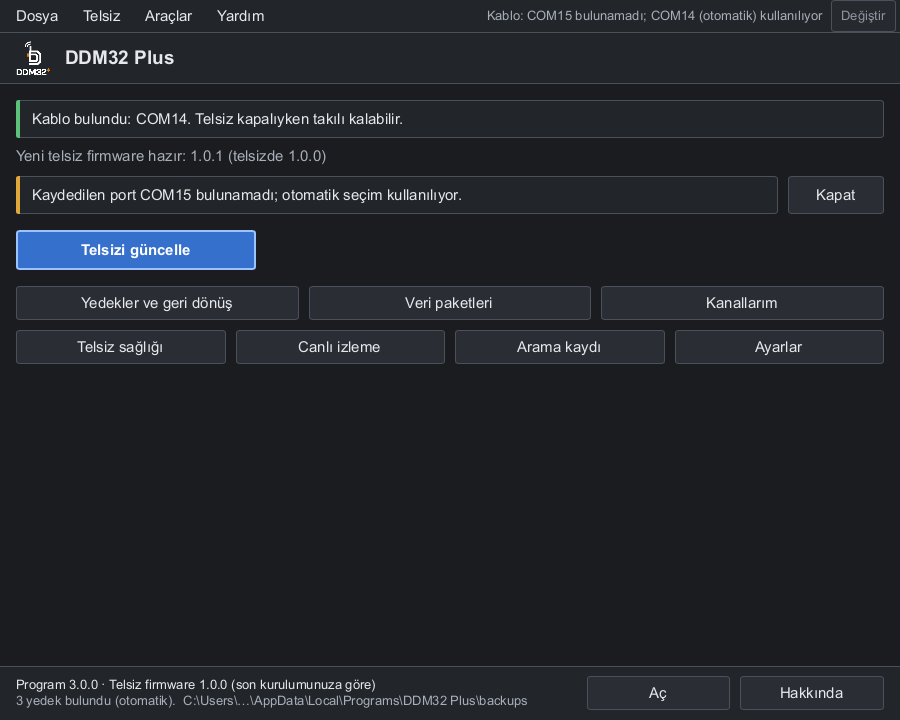 Dosya Telsiz Araçlar Yardım Kablo: COM15 bulunamadı; COM14 (otomatik) kullanılıyor Değiştir
DDM32+ DDM32 Plus
Kablo bulundu: COM14. Telsiz kapalıyken takılı kalabilir.
Yeni telsiz firmware hazır: 1.0.1 (telsizde 1.0.0)
Kaydedilen port COM15 bulunamadı; otomatik seçim kullanılıyor. Kapat
Telsizi güncelle
Yedekler ve geri dönüş Veri paketleri Kanallarım
Telsiz sağlığı Canlı izleme Arama kaydı Ayarlar
Program 3.0.0 · Telsiz firmware 1.0.0 (son kurulumunuza göre)
3 yedek bulundu (otomatik). C:\Users\...\AppData\Local\Programs\DDM32 Plus\backups
Aç Hakkında